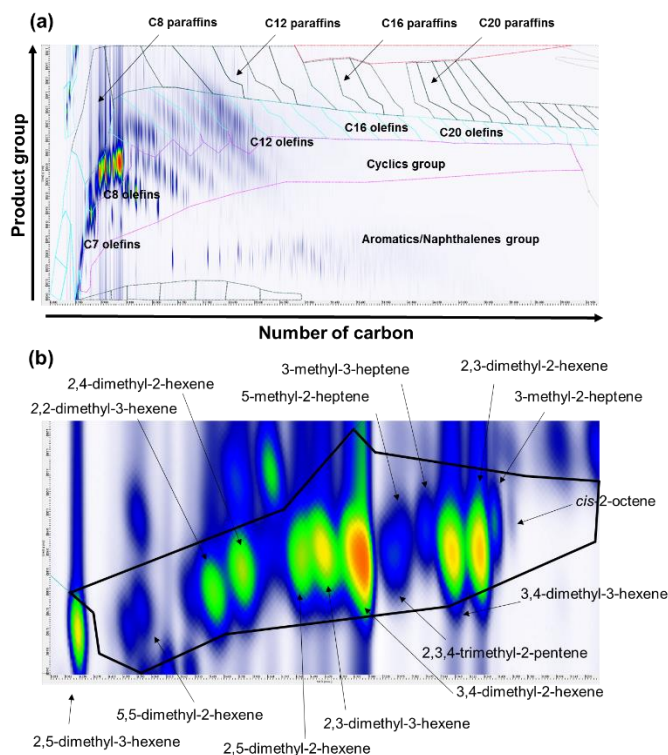 (a)
C8 paraffins
C12 paraffins
C16 paraffins
C20 paraffins
Product group
C16 olefins
C20 olefins
C12 olefins
Cyclics group
C8 olefins
C7 olefins
Aromatics/Naphthalenes group
Number of carbon
(b)
3-methyl-3-heptene
2,3-dimethyl-2-hexene
2,4-dimethyl-2-hexene
5-methyl-2-heptene
3-methyl-2-heptene
2,2-dimethyl-3-hexene
cis-2-octene
3,4-dimethyl-3-hexene
2,3,4-trimethyl-2-pentene
5,5-dimethyl-2-hexene
3,4-dimethyl-2-hexene
2,3-dimethyl-3-hexene
2,5-dimethyl-3-hexene
2,5-dimethyl-2-hexene